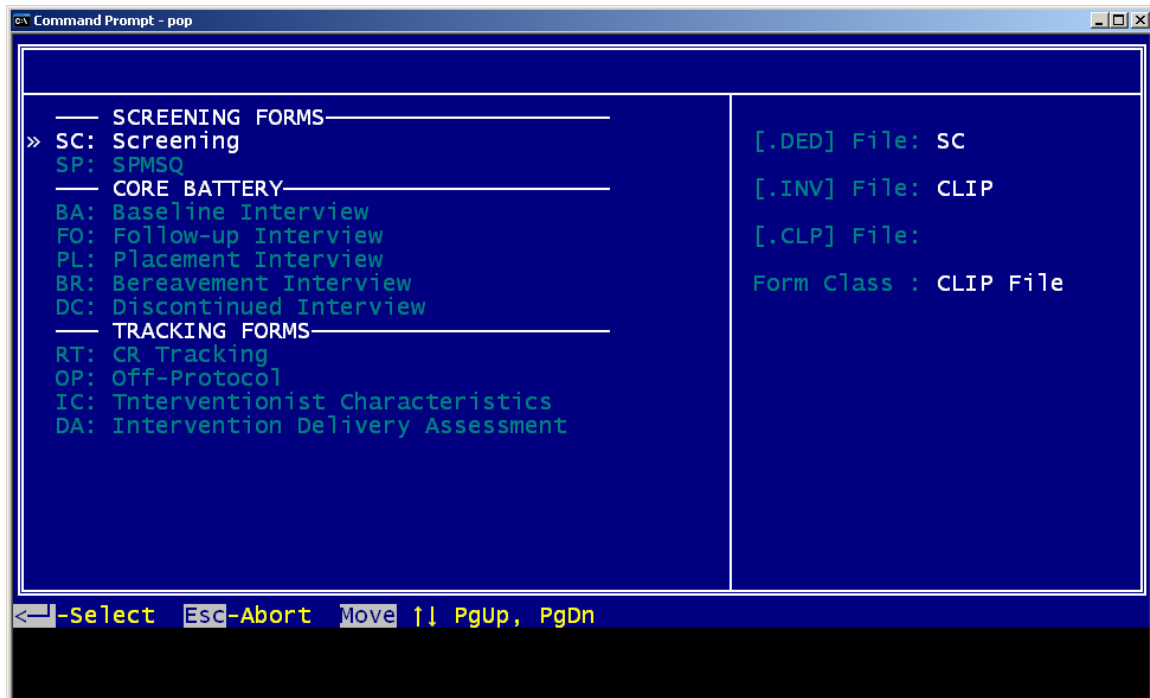 Command Prompt - pop
SCREENING FORMS
» SC: Screening
SP: SPMSQ
CORE BATTERY
BA: Baseline Interview
FO: Follow-up Interview
PL: Placement Interview
BR: Bereavement Interview
DC: Discontinued Interview
TRACKING FORMS
RT: CR Tracking
OP: Off-Protocol
IC: Tnterventionist Characteristics
DA: Intervention Delivery Assessment
[.DED] File: SC
[.INV] File: CLIP
[.CLP] File:
Form Class : CLIP File
<─┘-Select Esc-Abort Move ↑↓ PgUp, PgDn